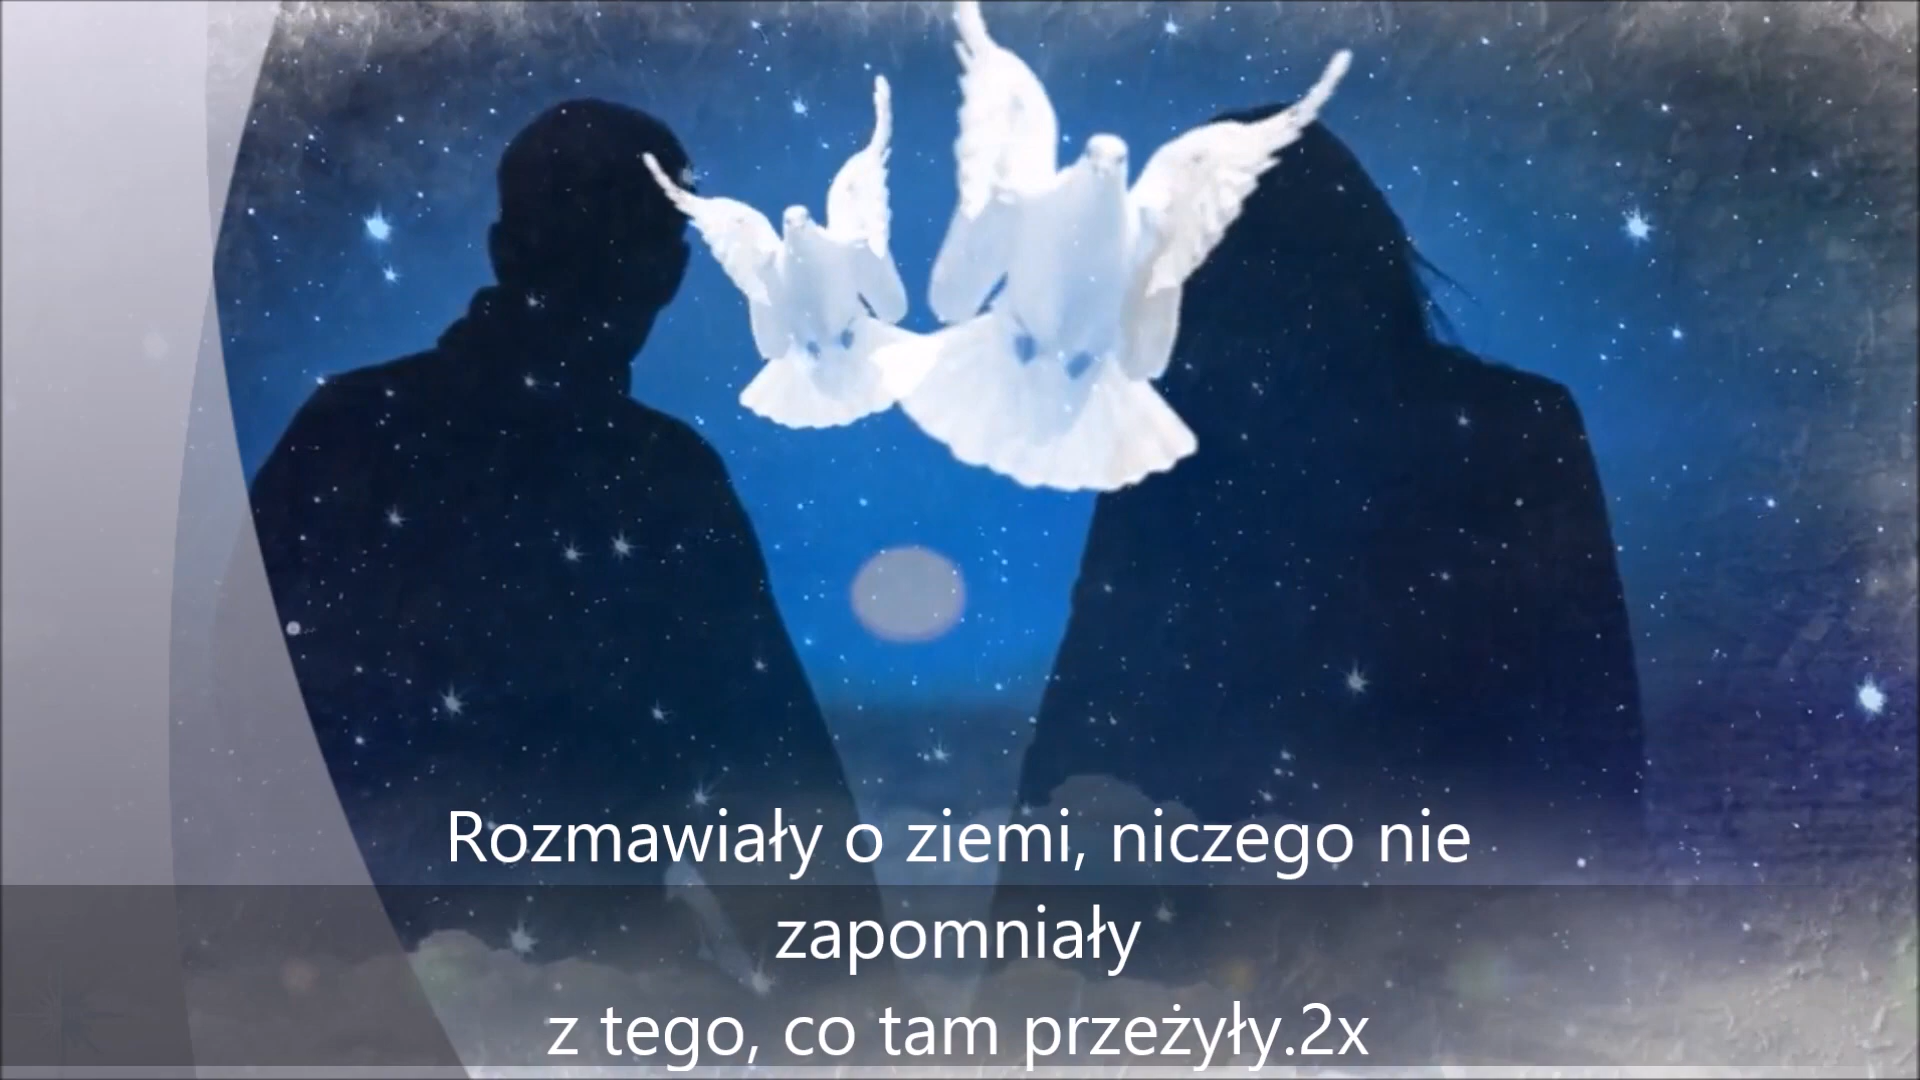 Rozmawiały o ziemi, niczego nie
zapomniały
z tego, co tam przeżyły.2x